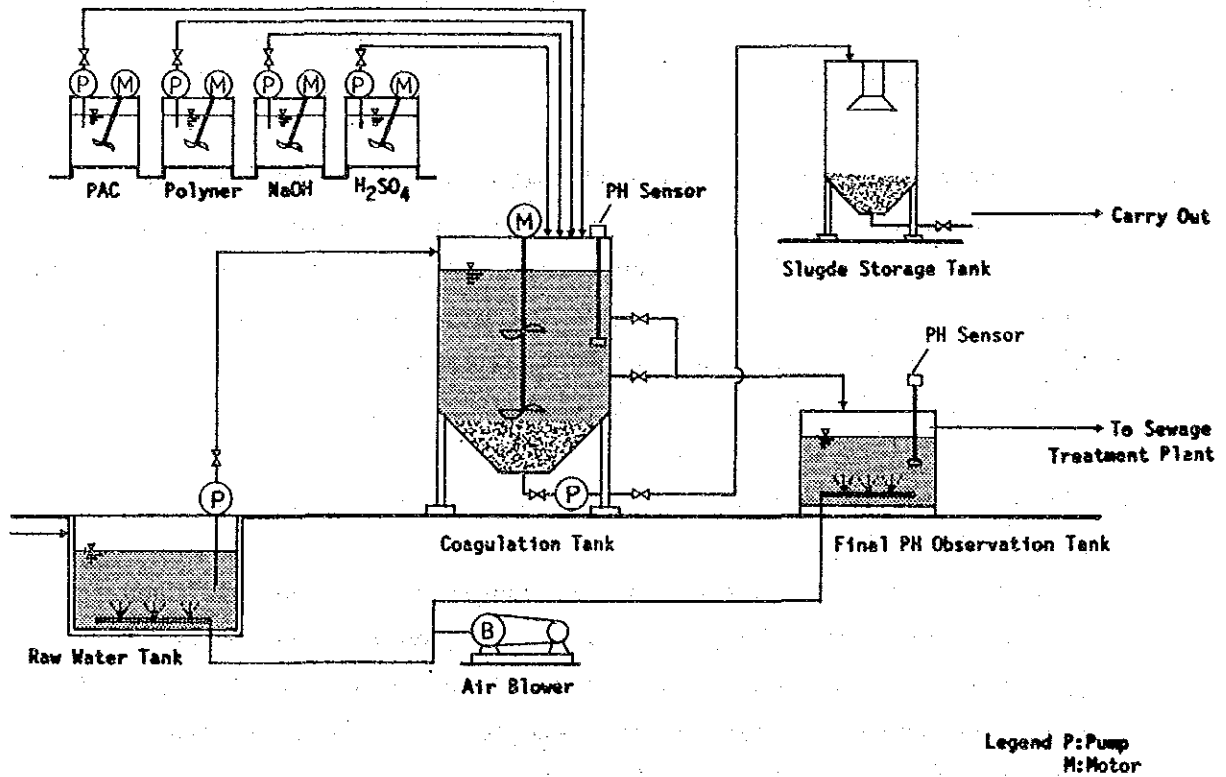 P M P M P M P M
PAC Polymer NaOH H₂SO₄
PH Sensor
M
Carry Out
Slugde Storage Tank
PH Sensor
To Sewage
Treatment Plant
P
P
Coagulation Tank
Final PH Observation Tank
B
Raw Water Tank
Air Blower
Legend P:Pump
M:Motor